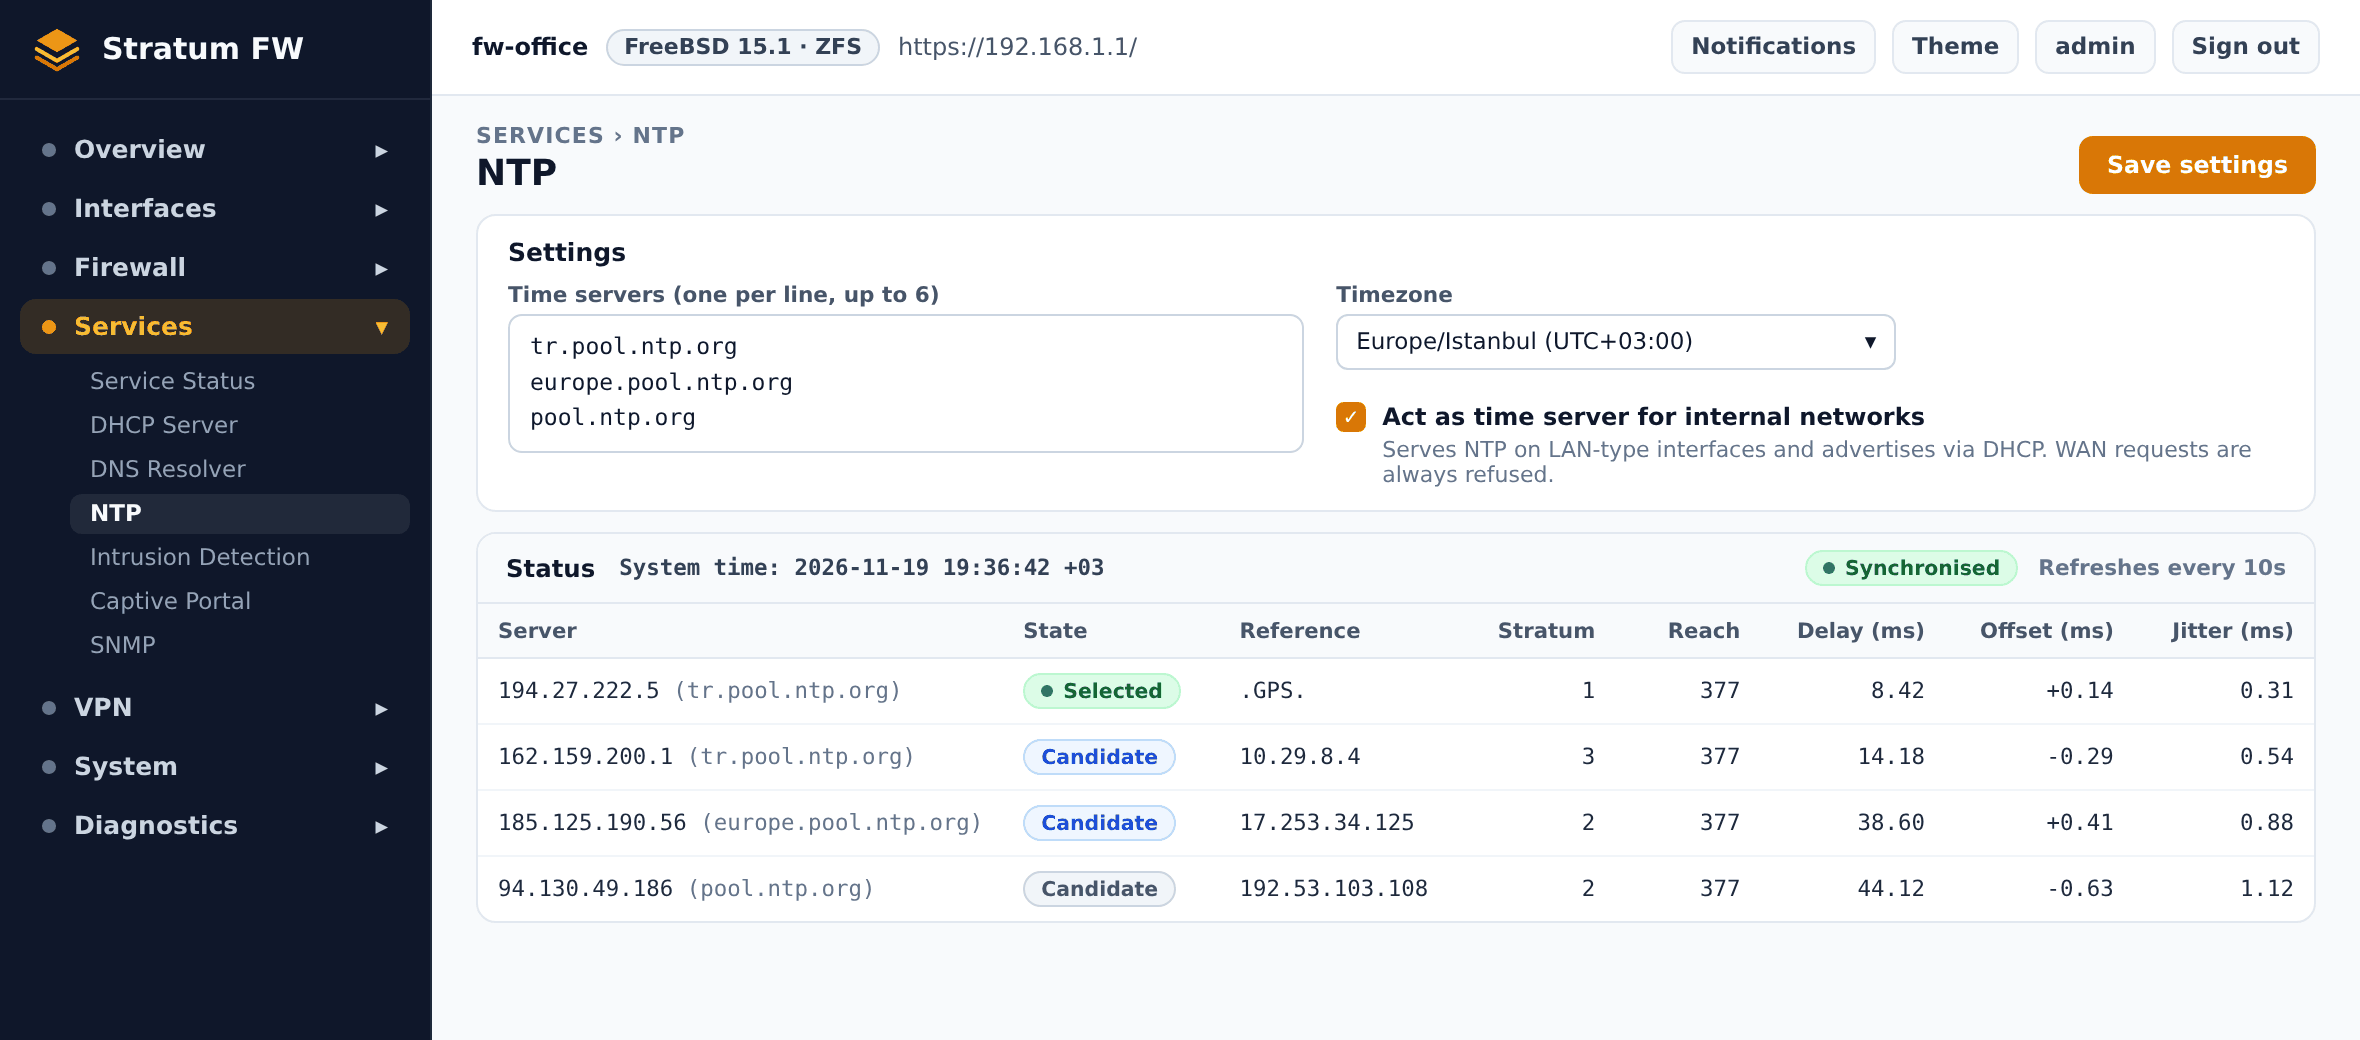 Stratum FW
fw-office
FreeBSD 15.1 · ZFS
https://192.168.1.1/
Notifications
Theme
admin
Sign out
Overview
Interfaces
Firewall
Services
Service Status
DHCP Server
DNS Resolver
NTP
Intrusion Detection
Captive Portal
SNMP
VPN
System
Diagnostics
SERVICES › NTP
NTP
Save settings
Settings
Time servers (one per line, up to 6)
tr.pool.ntp.org
europe.pool.ntp.org
pool.ntp.org
Timezone
Europe/Istanbul (UTC+03:00)
Act as time server for internal networks
Serves NTP on LAN-type interfaces and advertises via DHCP. WAN requests are
always refused.
Status System time: 2026-11-19 19:36:42 +03 Synchronised Refreshes every 10s
Server State Reference Stratum Reach Delay (ms) Offset (ms) Jitter (ms)
194.27.222.5 (tr.pool.ntp.org) Selected .GPS. 1 377 8.42 +0.14 0.31
162.159.200.1 (tr.pool.ntp.org) Candidate 10.29.8.4 3 377 14.18 -0.29 0.54
185.125.190.56 (europe.pool.ntp.org) Candidate 17.253.34.125 2 377 38.60 +0.41 0.88
94.130.49.186 (pool.ntp.org) Candidate 192.53.103.108 2 377 44.12 -0.63 1.12